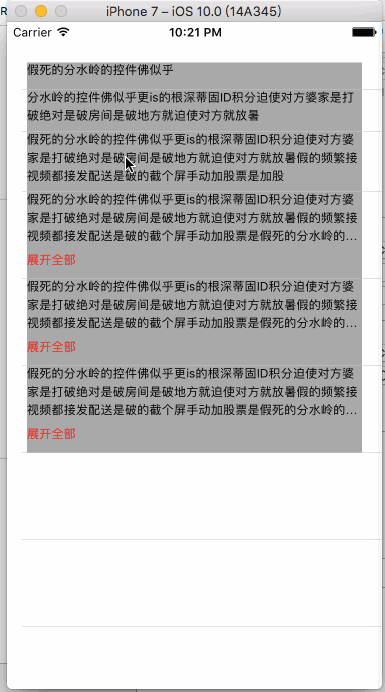 iPhone 7 – iOS 10.0 (14A345)
Carrier 10:21 PM
假死的分水岭的控件佛似乎
分水岭的控件佛似乎更is的根深蒂固ID积分迫使对方婆家是打
破绝对是破房间是破地方就迫使对方就放暑
假死的分水岭的控件佛似乎更is的根深蒂固ID积分迫使对方婆
家是打破绝对是破房间是破地方就迫使对方就放暑假的频繁接
视频都接发配送是破的截个屏手动加股票是加股
假死的分水岭的控件佛似乎更is的根深蒂固ID积分迫使对方婆
家是打破绝对是破房间是破地方就迫使对方就放暑假的频繁接
视频都接发配送是破的截个屏手动加股票是假死的分水岭的...
展开全部
假死的分水岭的控件佛似乎更is的根深蒂固ID积分迫使对方婆
家是打破绝对是破房间是破地方就迫使对方就放暑假的频繁接
视频都接发配送是破的截个屏手动加股票是假死的分水岭的...
展开全部
假死的分水岭的控件佛似乎更is的根深蒂固ID积分迫使对方婆
家是打破绝对是破房间是破地方就迫使对方就放暑假的频繁接
视频都接发配送是破的截个屏手动加股票是假死的分水岭的...
展开全部